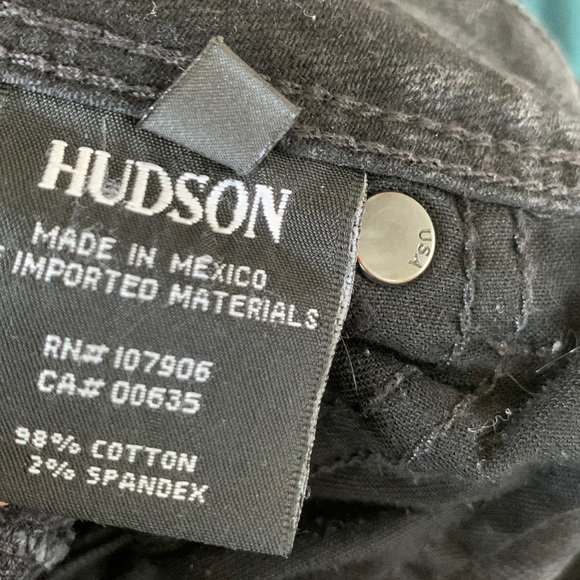 HUDSON
MADE IN MEXICO
IMPORTED MATERIALS
RN# 107906
CA# 00635
98% COTTON
2% SPANDEX
USA